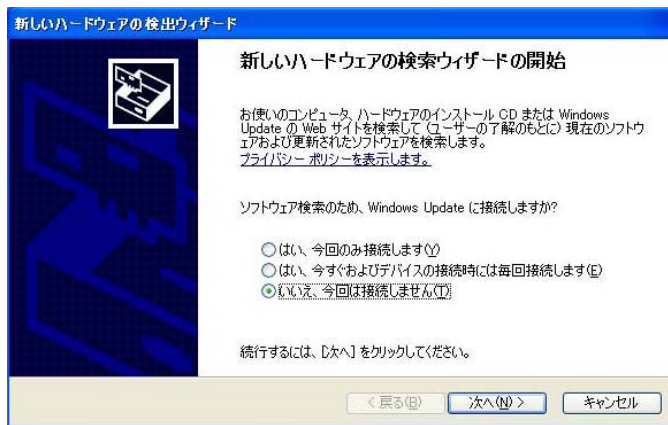 新しいハードウェアの検出ウィザード
新しいハードウェアの検索ウィザードの開始
お使いのコンピュータ、ハードウェアのインストール CD または Windows
Update の Web サイトを検索して (ユーザーの了解のもとに) 現在のソフトウ
ェアおよび更新されたソフトウェアを検索します。
プライバシー ポリシーを表示します。
ソフトウェア検索のため、Windows Update に接続しますか?
はい、今回のみ接続します(Y)
はい、今すぐおよびデバイスの接続時には毎回接続します(E)
いいえ、今回は接続しません(T)
続行するには、[次へ] をクリックしてください。
< 戻る(B) 次へ(N) > キャンセル